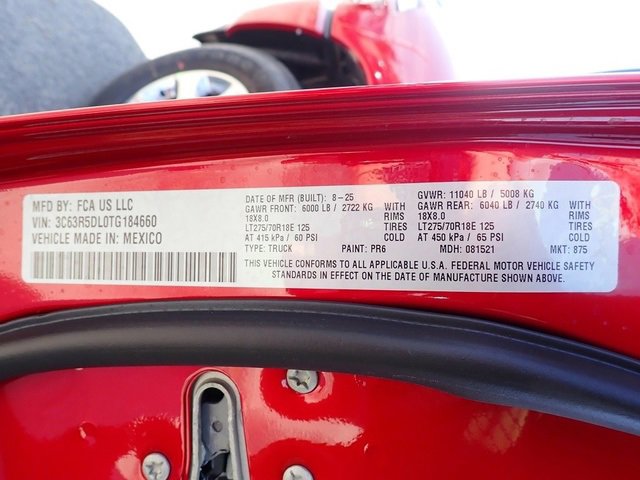 MFD BY: FCA US LLC
VIN: 3C63R5DL0TG184660
VEHICLE MADE IN: MEXICO
DATE OF MFR (BUILT): 8-25 GVWR: 11040 LB / 5008 KG
GAWR FRONT: 6000 LB / 2722 KG WITH GAWR REAR: 6040 LB / 2740 KG
18X8.0 RIMS 18X8.0
LT275/70R18E 125 TIRES LT275/70R18E 125
AT 415 kPa / 60 PSI COLD AT 450 kPa / 65 PSI COLD
TYPE: TRUCK PAINT: PR6 MDH: 081521 MKT: 875
THIS VEHICLE CONFORMS TO ALL APPLICABLE U.S.A. FEDERAL MOTOR VEHICLE SAFETY
STANDARDS IN EFFECT ON THE DATE OF MANUFACTURE SHOWN ABOVE.